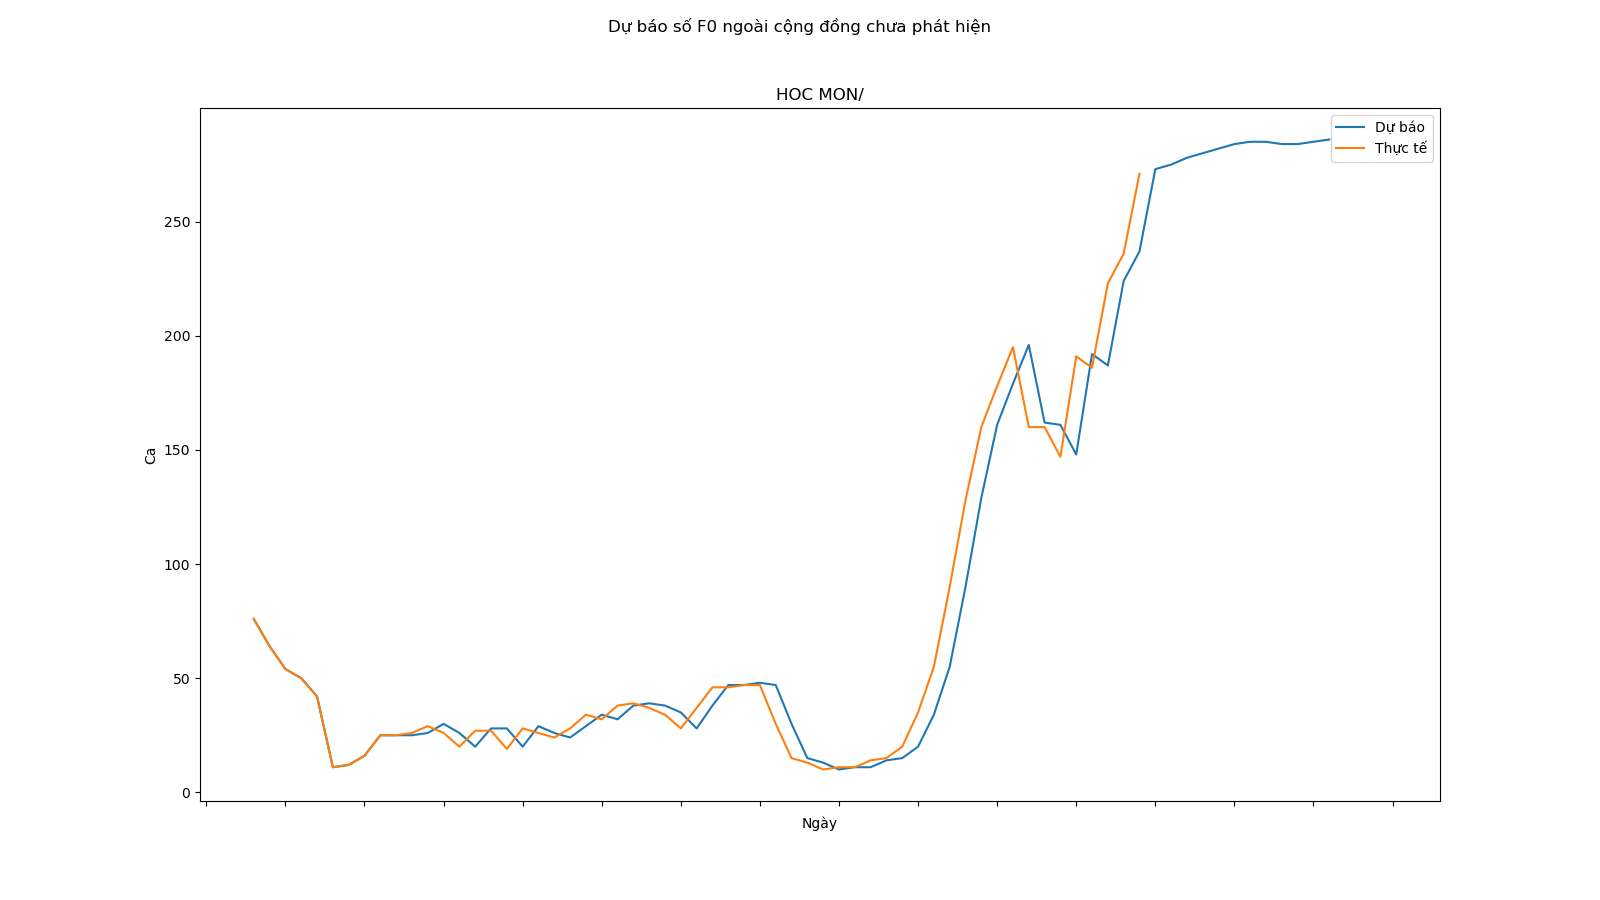 Dự báo số F0 ngoài cộng đồng chưa phát hiện
HOC MON/
Dự báo
Thực tế
250
200
150
100
50
0
Ca
Ngày